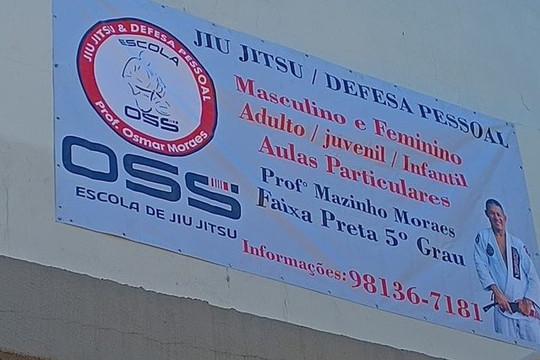 JIU JITSU & DEFESA PESSOAL
ESCOLA
OSS
Prof. Osmar Moraes
OSS
ESCOLA DE JIU JITSU
JIU JITSU / DEFESA PESSOAL
Masculino e Feminino
Adulto / juvenil / Infantil
Aulas Particulares
Profº Mazinho Moraes
Faixa Preta 5º Grau
Informações: 98136-7181